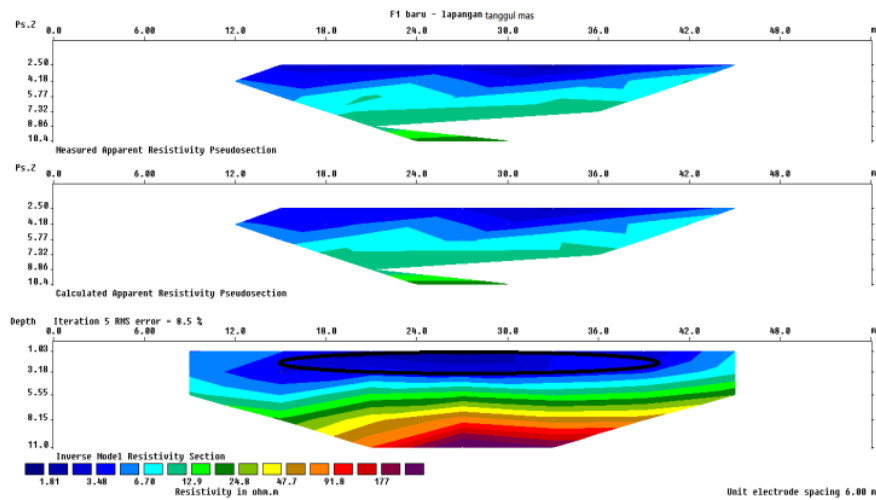 F1 baru - lapangan tanggul mas
Ps.Z 0.0 12.0 18.0 24.0 30.0 36.0 42.0 48.0 m
2.50
4.18
5.77
7.32
8.86
10.4
Measured Apparent Resistivity Pseudosection
Ps.Z 0.0 12.0 18.0 24.0 30.0 36.0 42.0 48.0 m
2.50
4.18
5.77
7.32
8.86
10.4
Calculated Apparent Resistivity Pseudosection
Depth Iteration 5 RMS error = 8.5 %
0.0 12.0 18.0 24.0 30.0 36.0 42.0 48.0 m
1.03
3.18
5.55
8.15
11.0
Inverse Model Resistivity Section
1.81 3.48 6.70 12.9 24.8 47.7 91.8 177
Resistivity in ohm.m
Unit electrode spacing 6.00 m